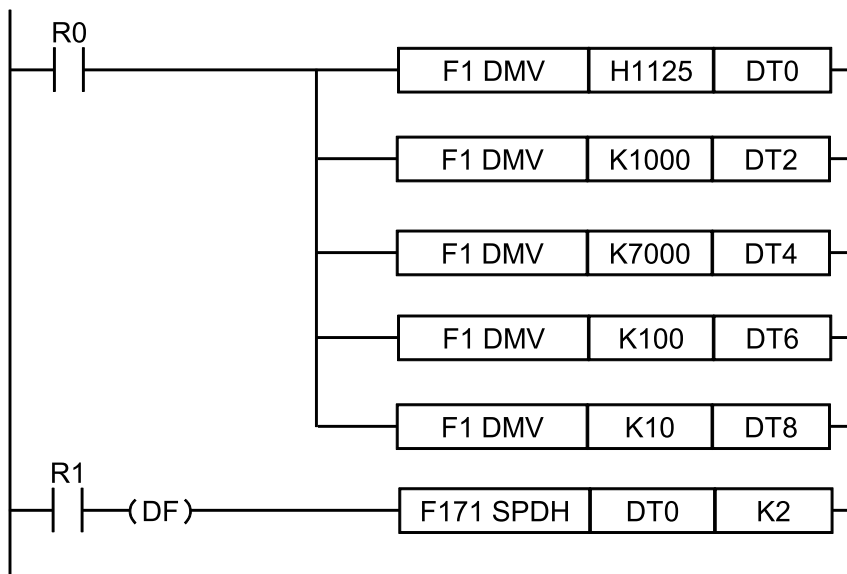 R0
F1 DMV H1125 DT0
F1 DMV K1000 DT2
F1 DMV K7000 DT4
F1 DMV K100 DT6
F1 DMV K10 DT8
R1
(DF) F171 SPDH DT0 K2